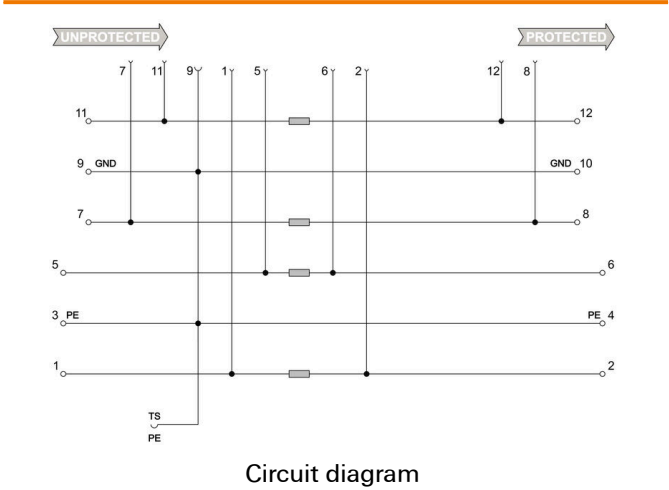 UNPROTECTED PROTECTED
7 11 9 1 5 6 2 12 8
11 12
9 GND GND 10
7 8
5 6
3 PE PE 4
1 2
TS
PE
Circuit diagram